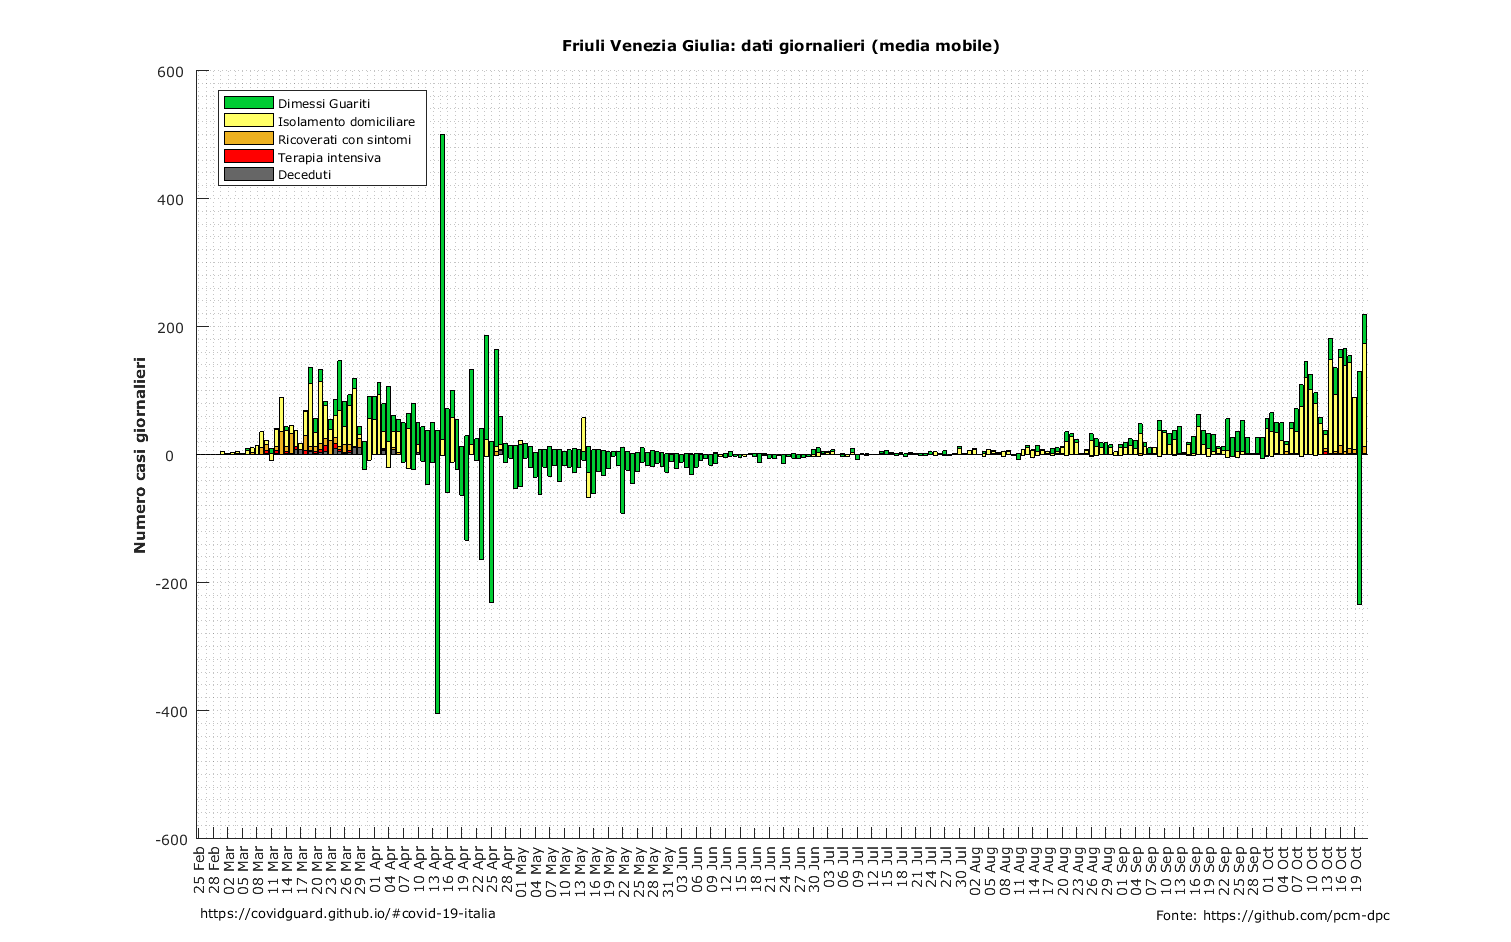 Friuli Venezia Giulia: dati giornalieri (media mobile)
600
400
200
0
-200
-400
-600
Numero casi giornalieri
Dimessi Guariti
Isolamento domiciliare
Ricoverati con sintomi
Terapia intensiva
Deceduti
25 Feb
28 Feb
02 Mar
05 Mar
08 Mar
11 Mar
14 Mar
17 Mar
20 Mar
23 Mar
26 Mar
29 Mar
01 Apr
04 Apr
07 Apr
10 Apr
13 Apr
16 Apr
19 Apr
22 Apr
25 Apr
28 Apr
01 May
04 May
07 May
10 May
13 May
16 May
19 May
22 May
25 May
28 May
31 May
03 Jun
06 Jun
09 Jun
12 Jun
15 Jun
18 Jun
21 Jun
24 Jun
27 Jun
30 Jun
03 Jul
06 Jul
09 Jul
12 Jul
15 Jul
18 Jul
21 Jul
24 Jul
27 Jul
30 Jul
02 Aug
05 Aug
08 Aug
11 Aug
14 Aug
17 Aug
20 Aug
23 Aug
26 Aug
29 Aug
01 Sep
04 Sep
07 Sep
10 Sep
13 Sep
16 Sep
19 Sep
22 Sep
25 Sep
28 Sep
01 Oct
04 Oct
07 Oct
10 Oct
13 Oct
16 Oct
19 Oct
https://covidguard.github.io/#covid-19-italia
Fonte: https://github.com/pcm-dpc